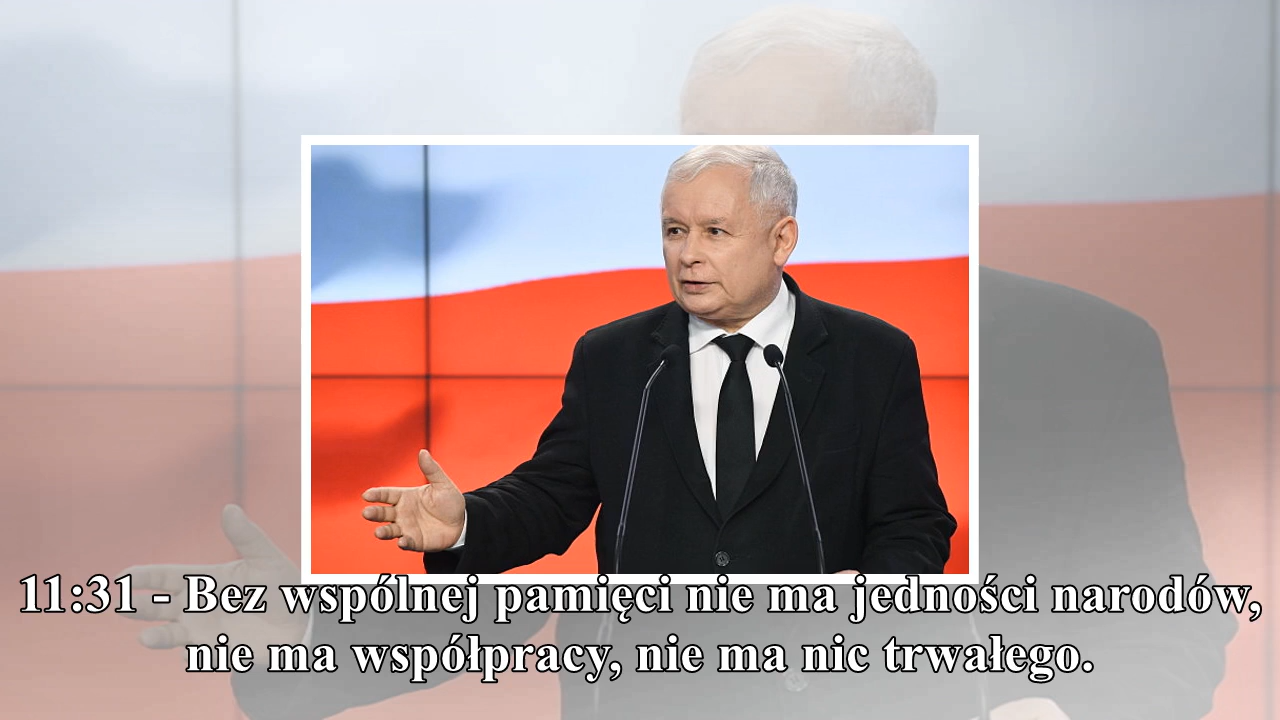 11:31 - Bez wspólnej pamięci nie ma jedności narodów,
nie ma współpracy, nie ma nic trwałego.